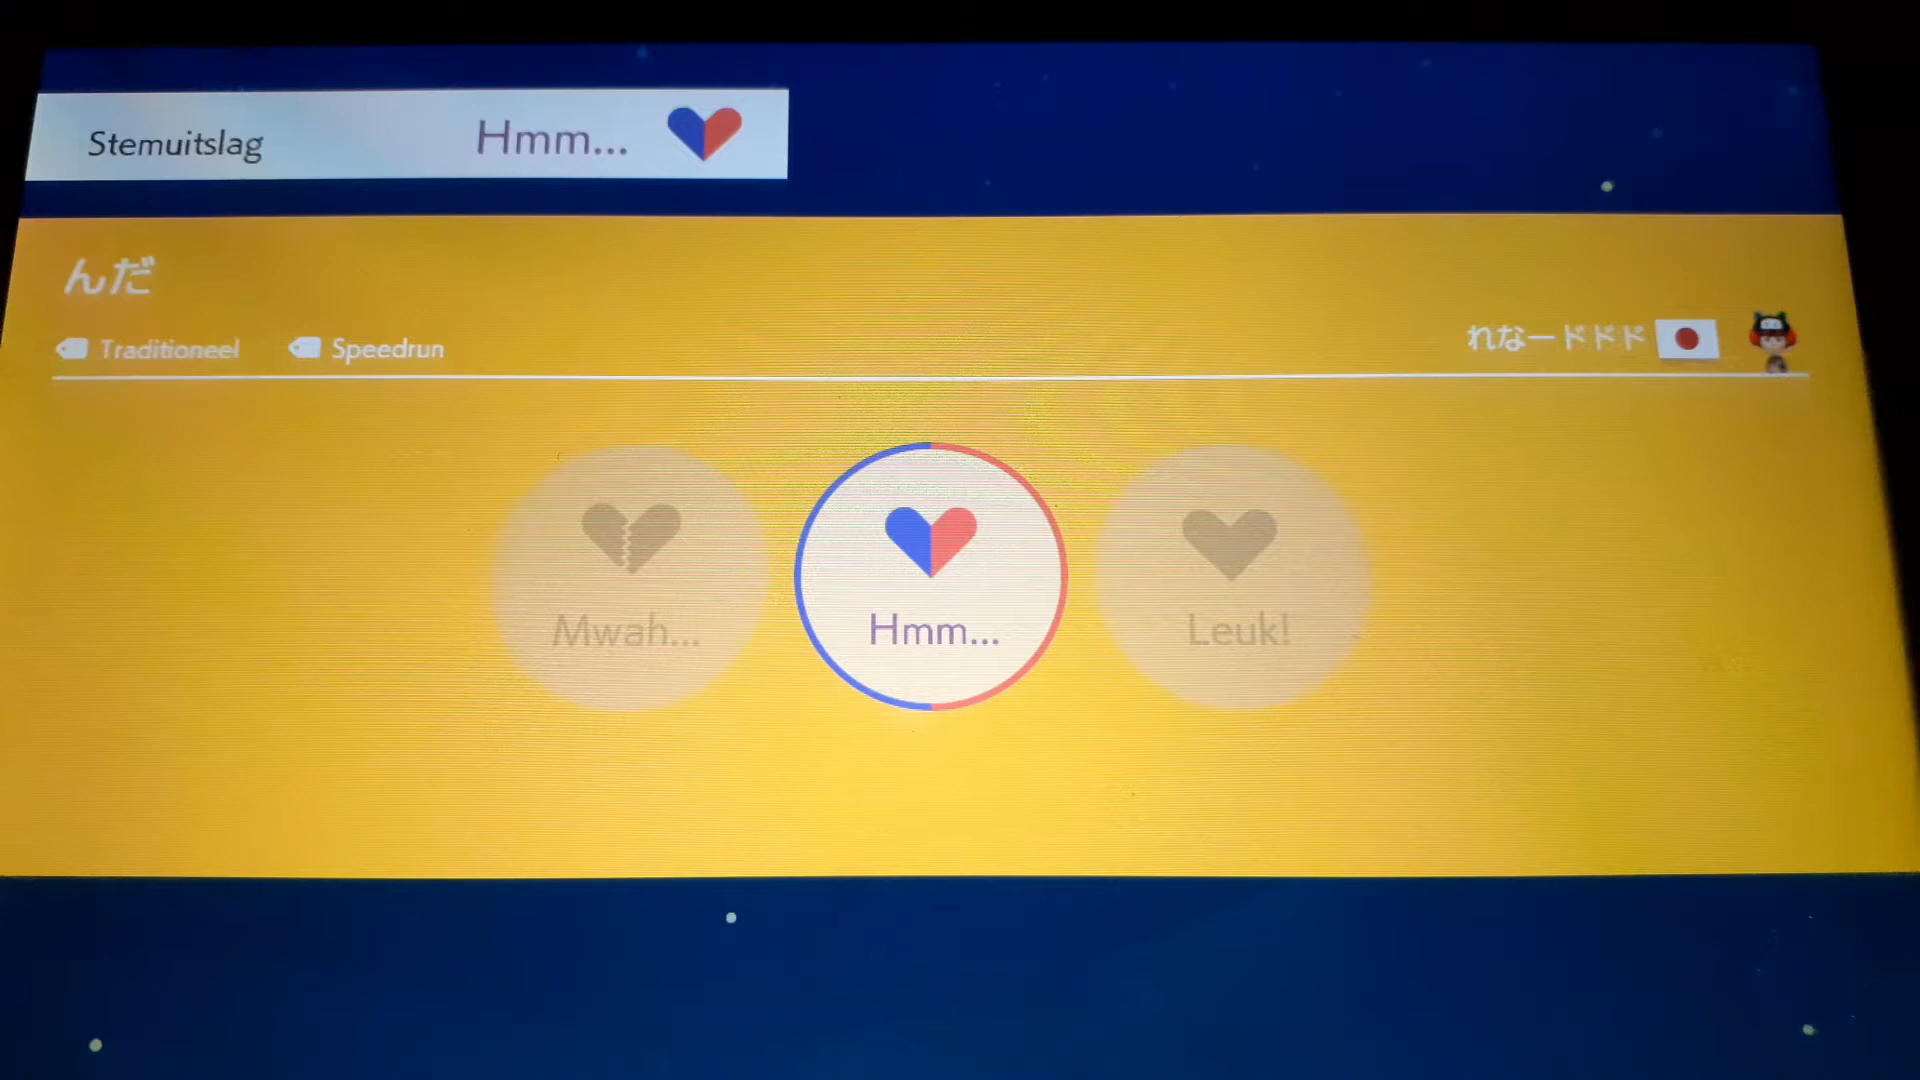 Stemuitslag Hmm...
んだ
Traditioneel Speedrun れなードドド
Mwah... Hmm... Leuk!